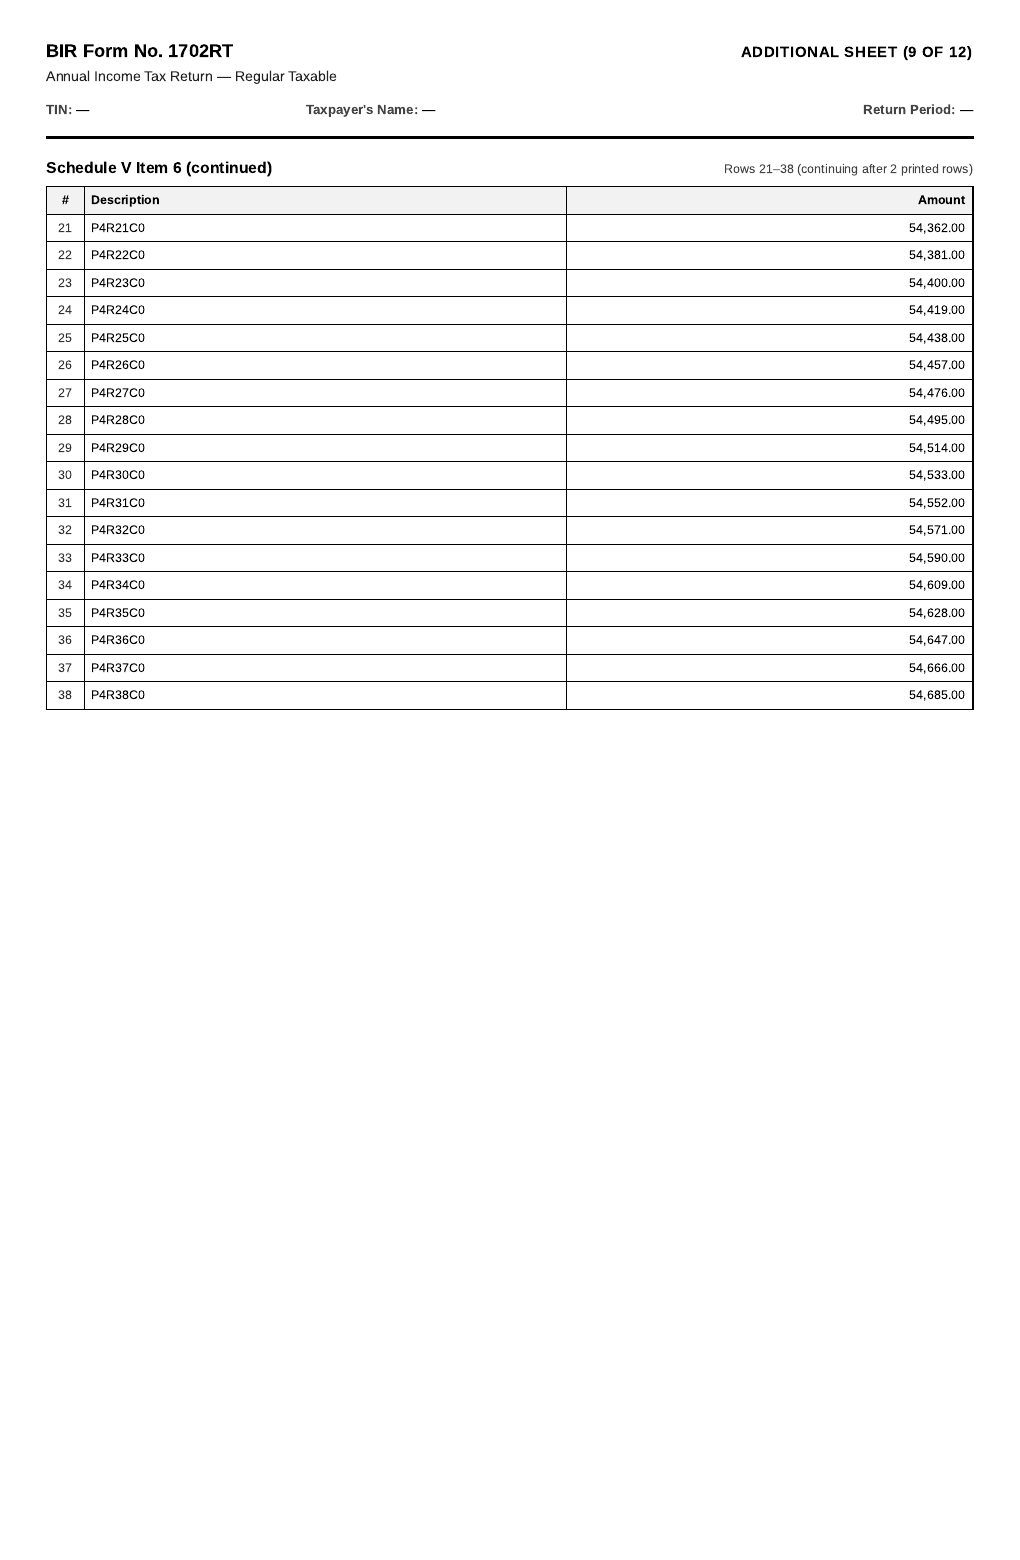 BIR Form No. 1702RT ADDITIONAL SHEET (9 OF 12)
Annual Income Tax Return — Regular Taxable
TIN: — Taxpayer's Name: — Return Period: —
Schedule V Item 6 (continued) Rows 21–38 (continuing after 2 printed rows)
# Description Amount
21 P4R21C0 54,362.00
22 P4R22C0 54,381.00
23 P4R23C0 54,400.00
24 P4R24C0 54,419.00
25 P4R25C0 54,438.00
26 P4R26C0 54,457.00
27 P4R27C0 54,476.00
28 P4R28C0 54,495.00
29 P4R29C0 54,514.00
30 P4R30C0 54,533.00
31 P4R31C0 54,552.00
32 P4R32C0 54,571.00
33 P4R33C0 54,590.00
34 P4R34C0 54,609.00
35 P4R35C0 54,628.00
36 P4R36C0 54,647.00
37 P4R37C0 54,666.00
38 P4R38C0 54,685.00